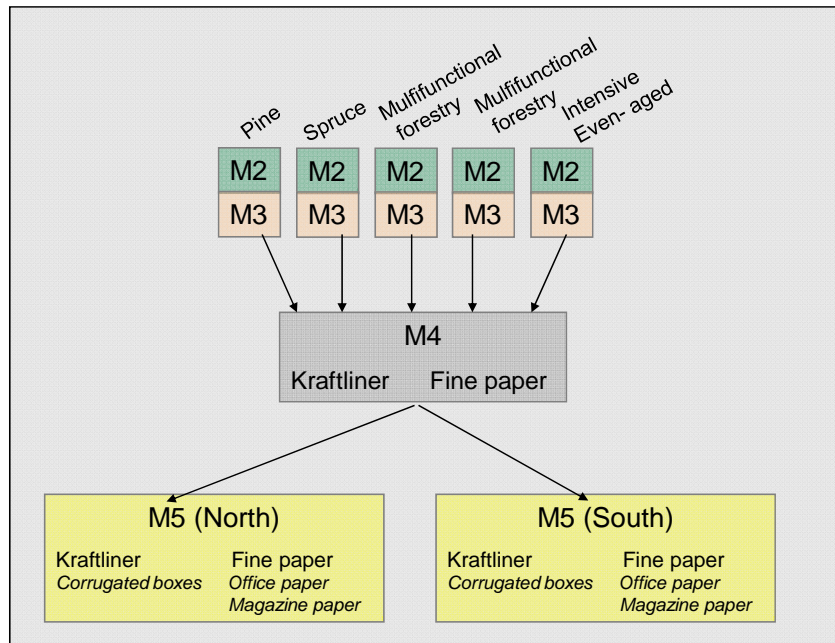 Pine
Spruce
Mulfifunctional
forestry
Mulfifunctional
forestry
Intensive
Even- aged
M2
M2
M2
M2
M2
M3
M3
M3
M3
M3
M4
Kraftliner Fine paper
M5 (North)
Kraftliner Fine paper
Corrugated boxes Office paper
Magazine paper
M5 (South)
Kraftliner Fine paper
Corrugated boxes Office paper
Magazine paper